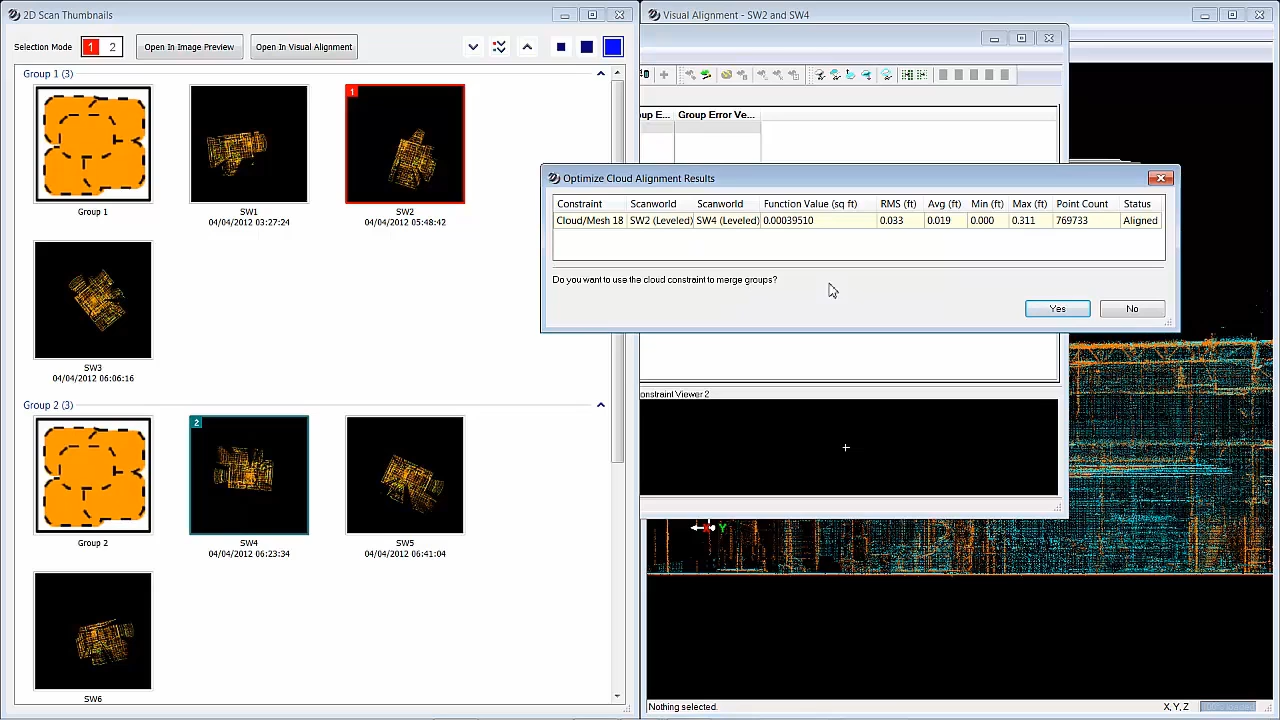 2D Scan Thumbnails
Selection Mode 1 2 Open In Image Preview Open In Visual Alignment
Group 1 (3)
Group 1
SW1
04/04/2012 03:27:24
1
SW2
04/04/2012 05:48:42
SW3
04/04/2012 06:06:16
Group 2 (3)
Group 2
2
SW4
04/04/2012 06:23:34
SW5
04/04/2012 06:41:04
SW6
Visual Alignment - SW2 and SW4
up E... Group Error Ve...
Optimize Cloud Alignment Results
Constraint Scanworld Scanworld Function Value (sq ft) RMS (ft) Avg (ft) Min (ft) Max (ft) Point Count Status
Cloud/Mesh 18 SW2 (Leveled) SW4 (Leveled) 0.00039510 0.033 0.019 0.000 0.311 769733 Aligned
Do you want to use the cloud constraint to merge groups?
Yes No
onstraint Viewer 2
Y
Nothing selected. X, Y, Z